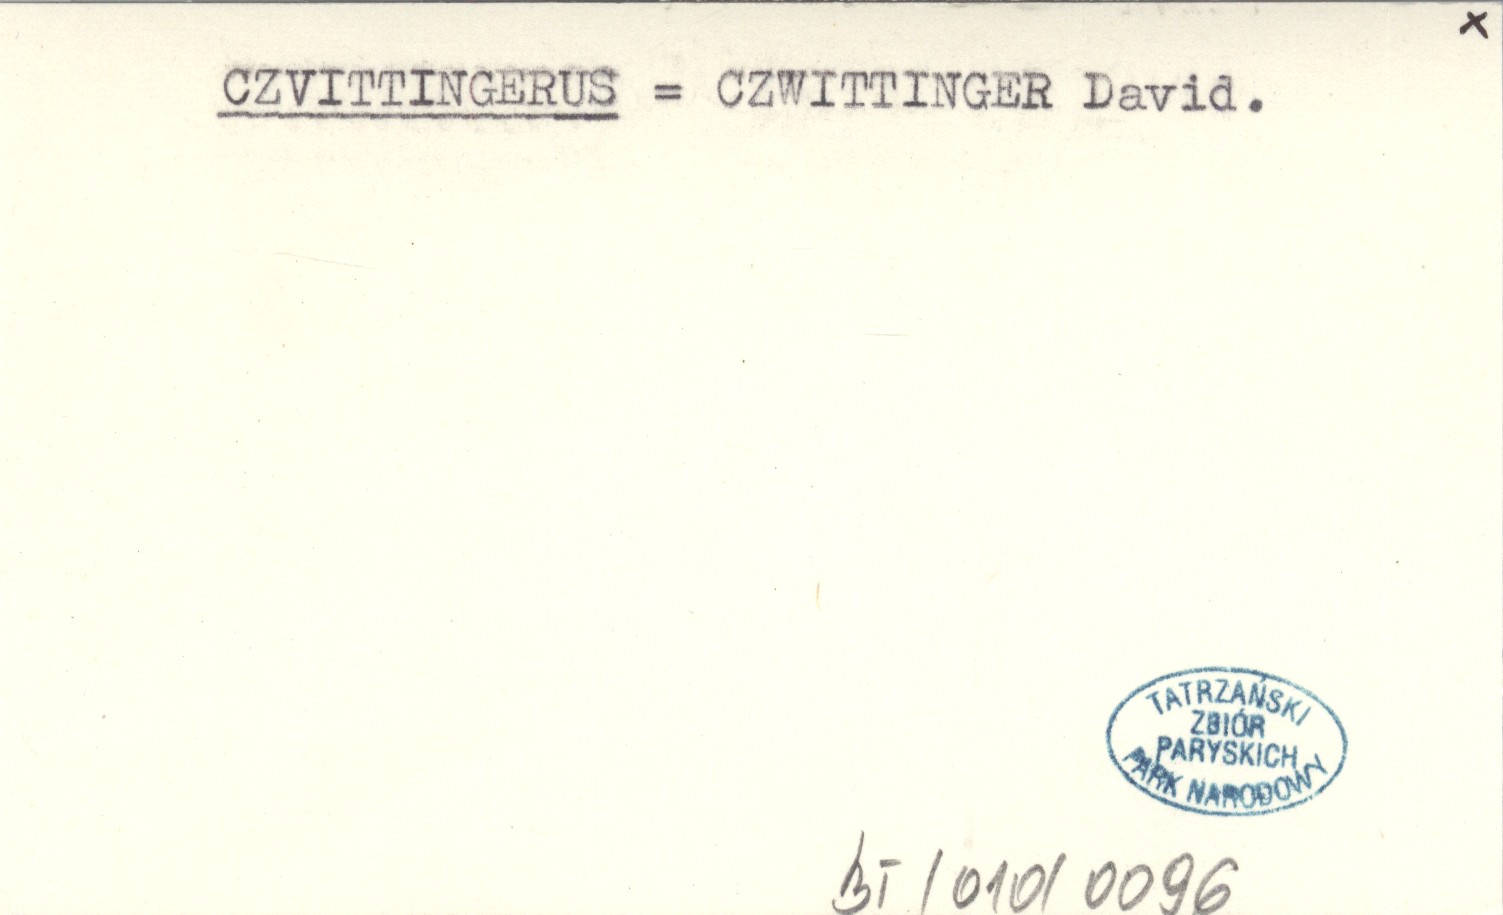 x
CZVITTINGERUS = CZWITTINGER David.
TATRZAŃSKI
ZBIÓR
PARYSKICH
PARK NARODOWY
BT/010/0096